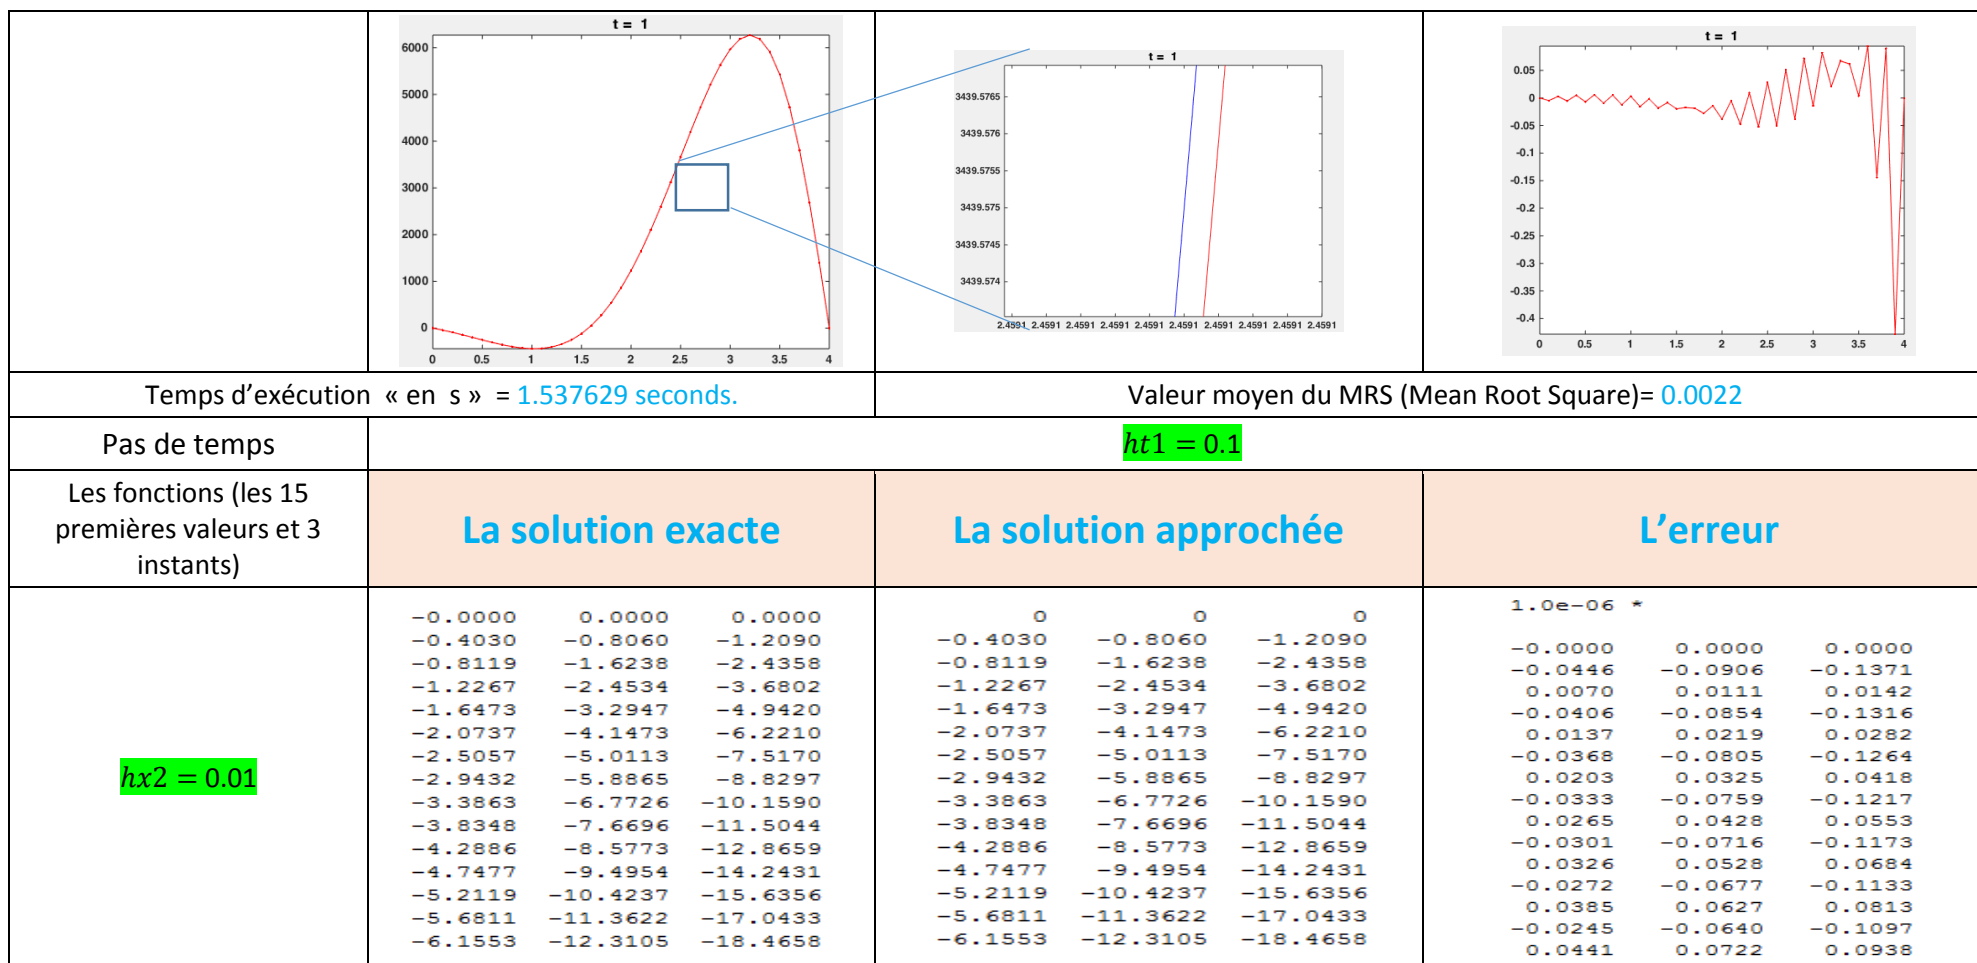 t = 1
6000
5000
4000
3000
2000
1000
0
0 0.5 1 1.5 2 2.5 3 3.5 4
t = 1
3439.5765
3439.576
3439.5755
3439.575
3439.5745
3439.574
2.4591 2.4591 2.4591 2.4591 2.4591 2.4591 2.4591 2.4591 2.4591 2.4591
t = 1
0.05
0
-0.05
-0.1
-0.15
-0.2
-0.25
-0.3
-0.35
-0.4
0 0.5 1 1.5 2 2.5 3 3.5 4
Temps d’exécution « en s » = 1.537629 seconds.
Valeur moyen du MRS (Mean Root Square)= 0.0022
Pas de temps
ht1 = 0.1
Les fonctions (les 15
premières valeurs et 3
instants)
La solution exacte
La solution approchée
L’erreur
hx2 = 0.01
-0.0000 0.0000 0.0000
-0.4030 -0.8060 -1.2090
-0.8119 -1.6238 -2.4358
-1.2267 -2.4534 -3.6802
-1.6473 -3.2947 -4.9420
-2.0737 -4.1473 -6.2210
-2.5057 -5.0113 -7.5170
-2.9432 -5.8865 -8.8297
-3.3863 -6.7726 -10.1590
-3.8348 -7.6696 -11.5044
-4.2886 -8.5773 -12.8659
-4.7477 -9.4954 -14.2431
-5.2119 -10.4237 -15.6356
-5.6811 -11.3622 -17.0433
-6.1553 -12.3105 -18.4658
0 0 0
-0.4030 -0.8060 -1.2090
-0.8119 -1.6238 -2.4358
-1.2267 -2.4534 -3.6802
-1.6473 -3.2947 -4.9420
-2.0737 -4.1473 -6.2210
-2.5057 -5.0113 -7.5170
-2.9432 -5.8865 -8.8297
-3.3863 -6.7726 -10.1590
-3.8348 -7.6696 -11.5044
-4.2886 -8.5773 -12.8659
-4.7477 -9.4954 -14.2431
-5.2119 -10.4237 -15.6356
-5.6811 -11.3622 -17.0433
-6.1553 -12.3105 -18.4658
1.0e-06 *
-0.0000 0.0000 0.0000
-0.0446 -0.0906 -0.1371
0.0070 0.0111 0.0142
-0.0406 -0.0854 -0.1316
0.0137 0.0219 0.0282
-0.0368 -0.0805 -0.1264
0.0203 0.0325 0.0418
-0.0333 -0.0759 -0.1217
0.0265 0.0428 0.0553
-0.0301 -0.0716 -0.1173
0.0326 0.0528 0.0684
-0.0272 -0.0677 -0.1133
0.0385 0.0627 0.0813
-0.0245 -0.0640 -0.1097
0.0441 0.0722 0.0938